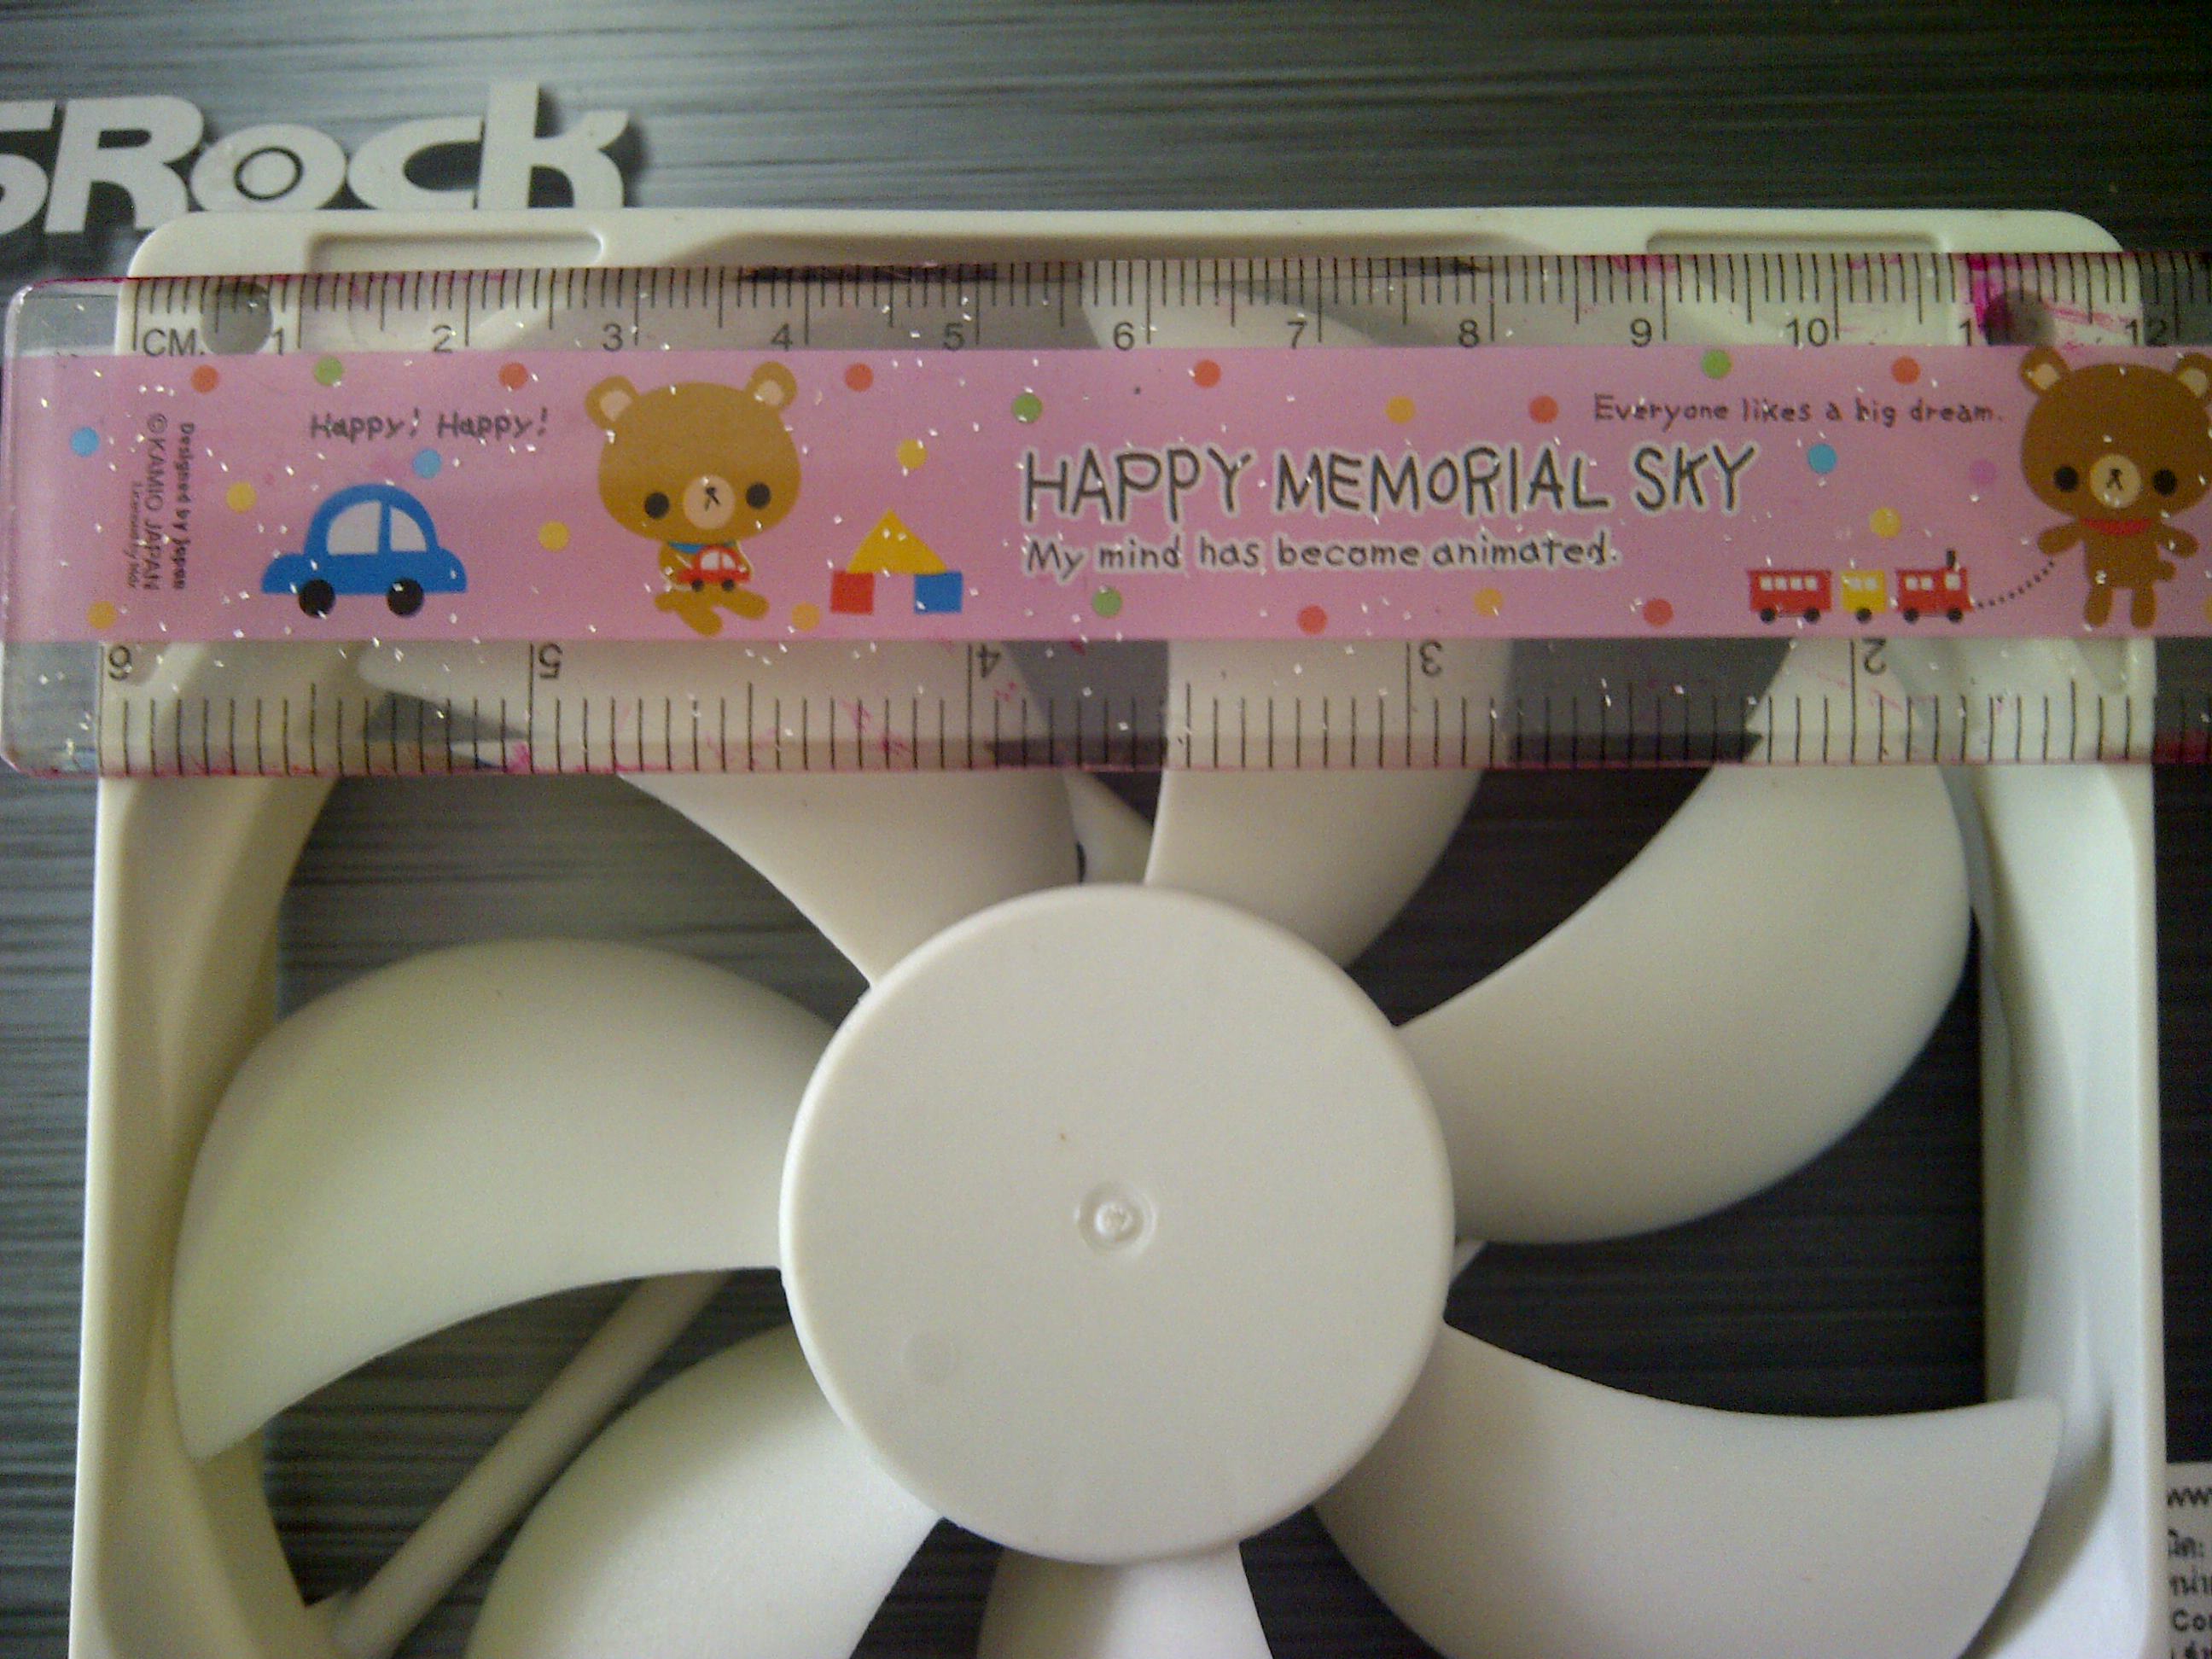 SRock
CM. 1 2 3 4 5 6 7 8 9 10 11 12
Happy! Happy!
Everyone likes a big dream.
HAPPY MEMORIAL SKY
My mind has become animated.
Designed by Japan
©KAMIO JAPAN
6 5 4 3 2